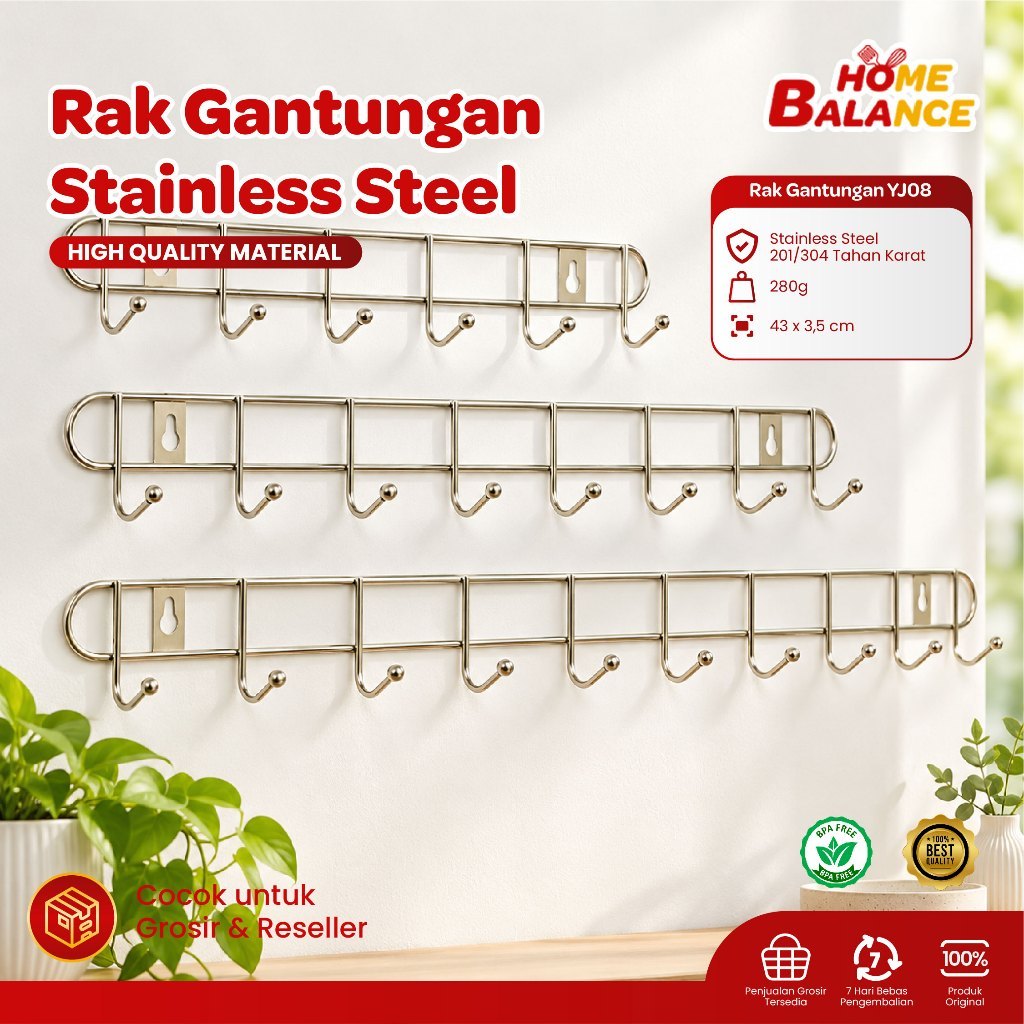 Rak Gantungan
Stainless Steel
HIGH QUALITY MATERIAL
HOME
BALANCE
Rak Gantungan YJ08
Stainless Steel
201/304 Tahan Karat
280g
43 x 3,5 cm
Cocok untuk
Grosir & Reseller
BPA FREE
BPA FREE
100%
BEST
QUALITY
Penjualan Grosir
Tersedia
7
7 Hari Bebas
Pengembalian
100%
Produk
Original